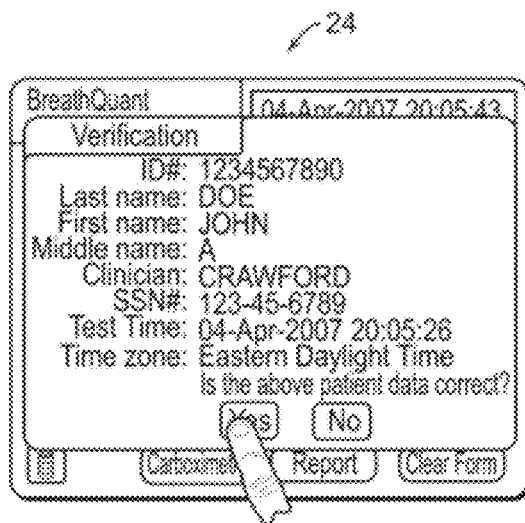 24
BreathQuant
04-Apr-2007 20:05:43
Verification
ID#: 1234567890
Last name: DOE
First name: JOHN
Middle name: A
Clinician: CRAWFORD
SSN#: 123-45-6789
Test Time: 04-Apr-2007 20:05:26
Time zone: Eastern Daylight Time
Is the above patient data correct?
Yes No
Report Clear Form